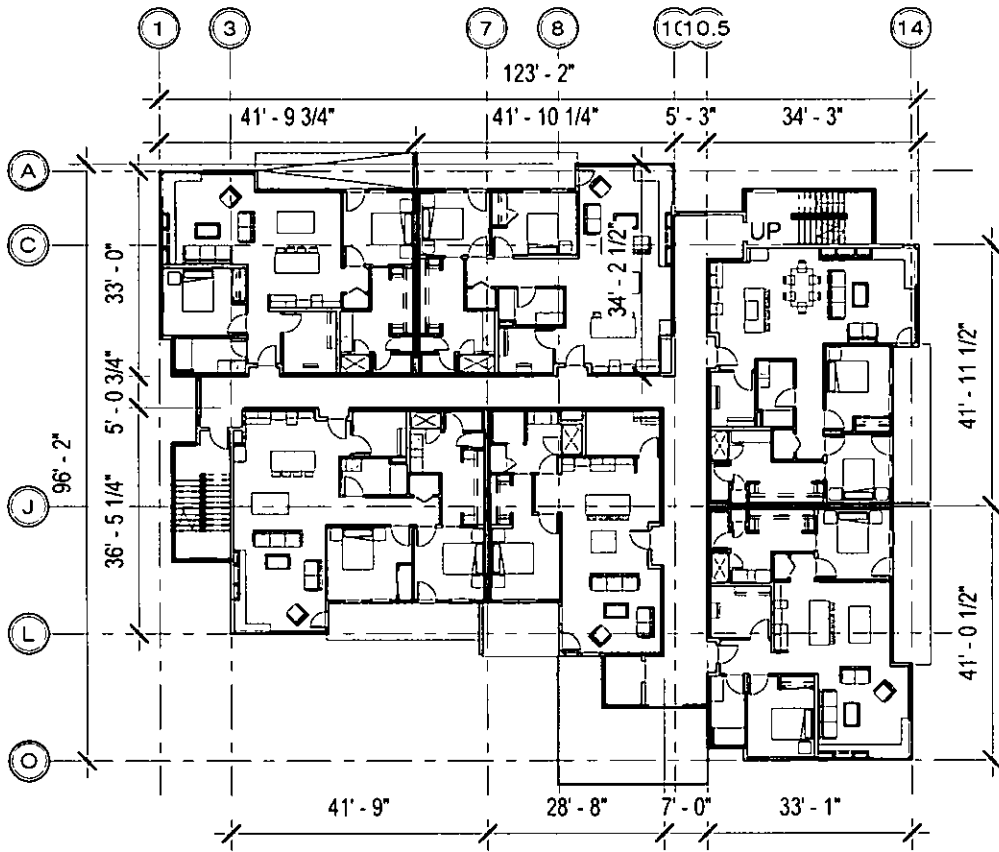 1 3 7 8 10 10.5 14
123' - 2"
41' - 9 3/4" 41' - 10 1/4" 5' - 3" 34' - 3"
A
C
UP
33' - 0"
34' - 2 1/2"
41' - 11 1/2"
5' - 0 3/4"
96' - 2"
36' - 5 1/4"
J
L
41' - 0 1/2"
O
41' - 9" 28' - 8" 7' - 0" 33' - 1"